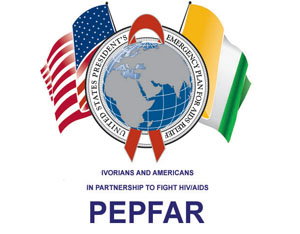 UNITED STATES PRESIDENT'S EMERGENCY PLAN FOR AIDS RELIEF
IVORIANS AND AMERICANS
IN PARTNERSHIP TO FIGHT HIV/AIDS
PEPFAR